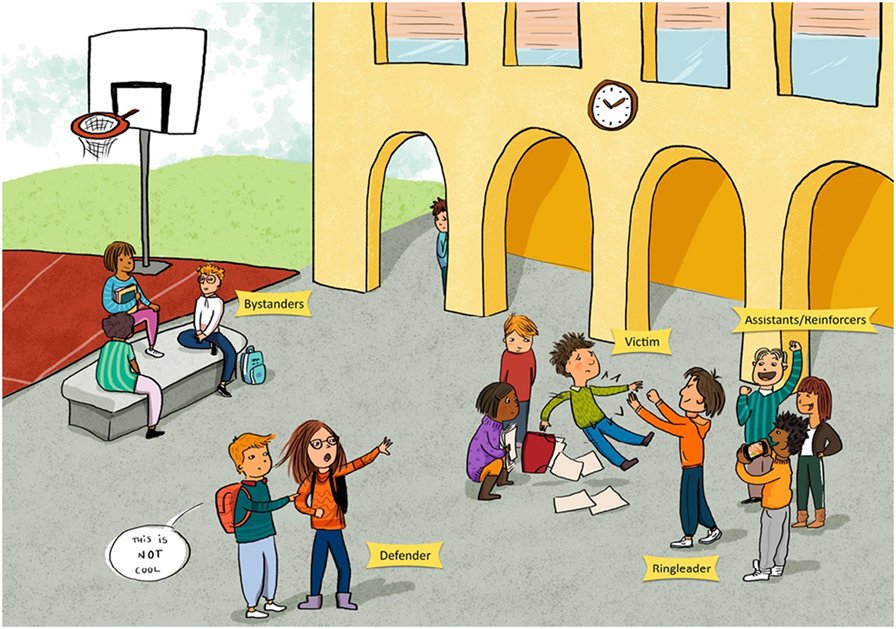 Bystanders
Assistants/Reinforcers
Victim
THIS IS
NOT
COOL
Defender
Ringleader